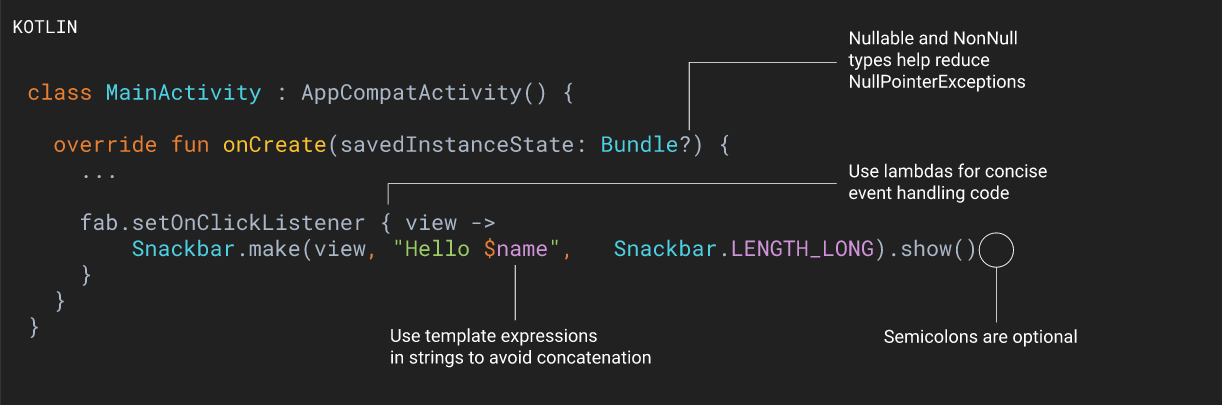 KOTLIN
Nullable and NonNull
types help reduce
NullPointerExceptions
class MainActivity : AppCompatActivity() {
override fun onCreate(savedInstanceState: Bundle?) {
...
Use lambdas for concise
event handling code
fab.setOnClickListener { view ->
Snackbar.make(view, "Hello $name", Snackbar.LENGTH_LONG).show()
}
}
}
Use template expressions
in strings to avoid concatenation
Semicolons are optional